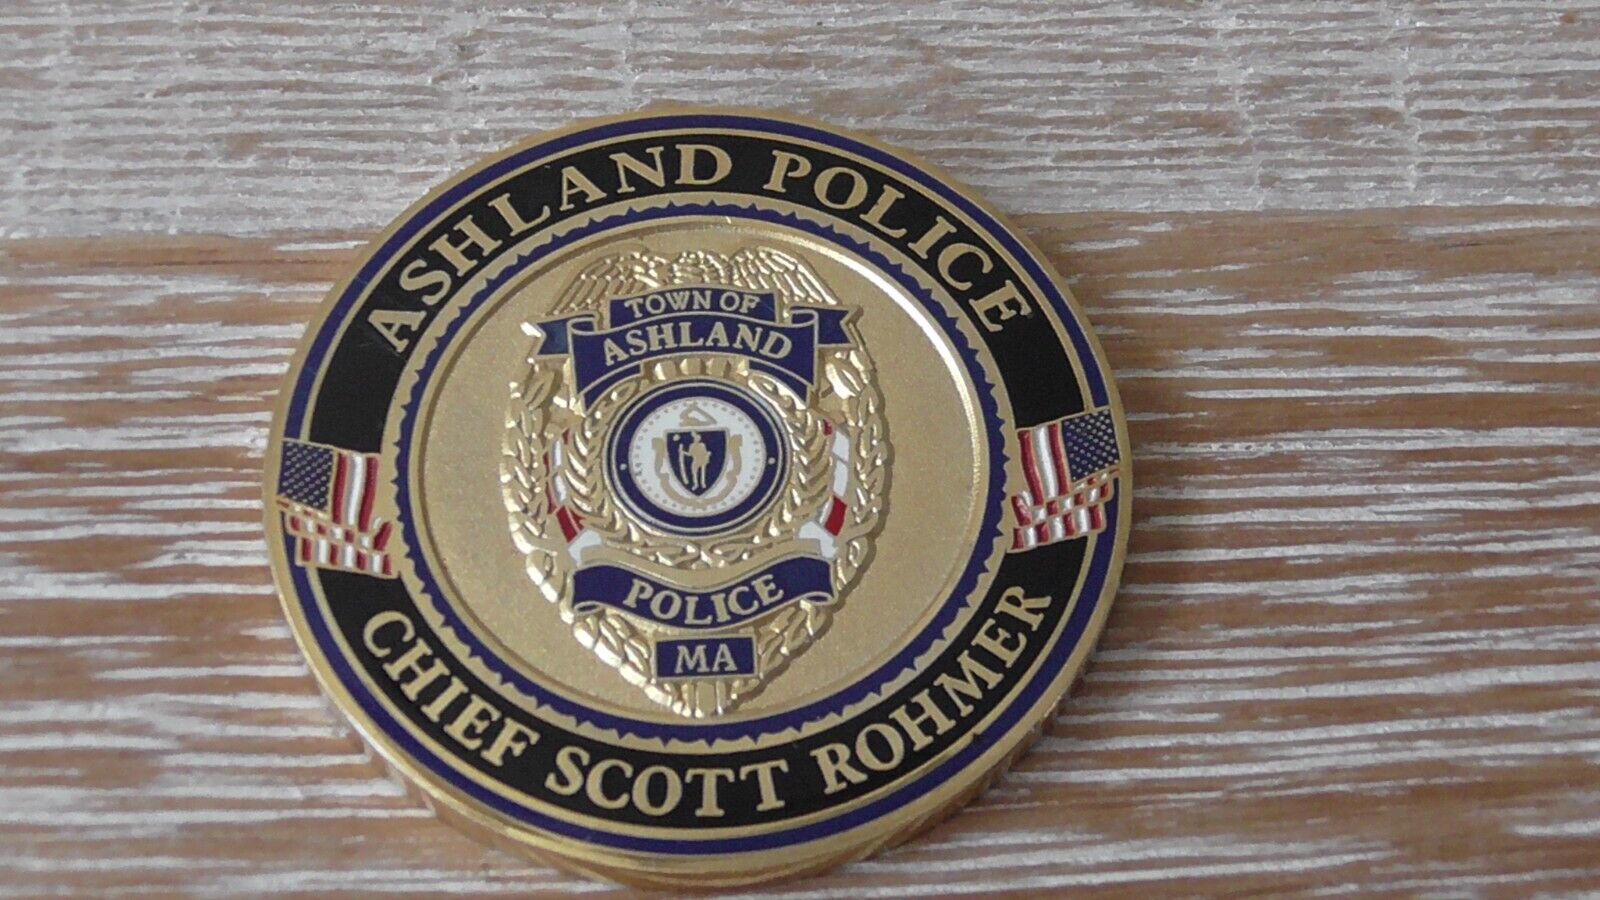 ASHLAND POLICE
TOWN OF
ASHLAND
POLICE
MA
CHIEF SCOTT ROHMER